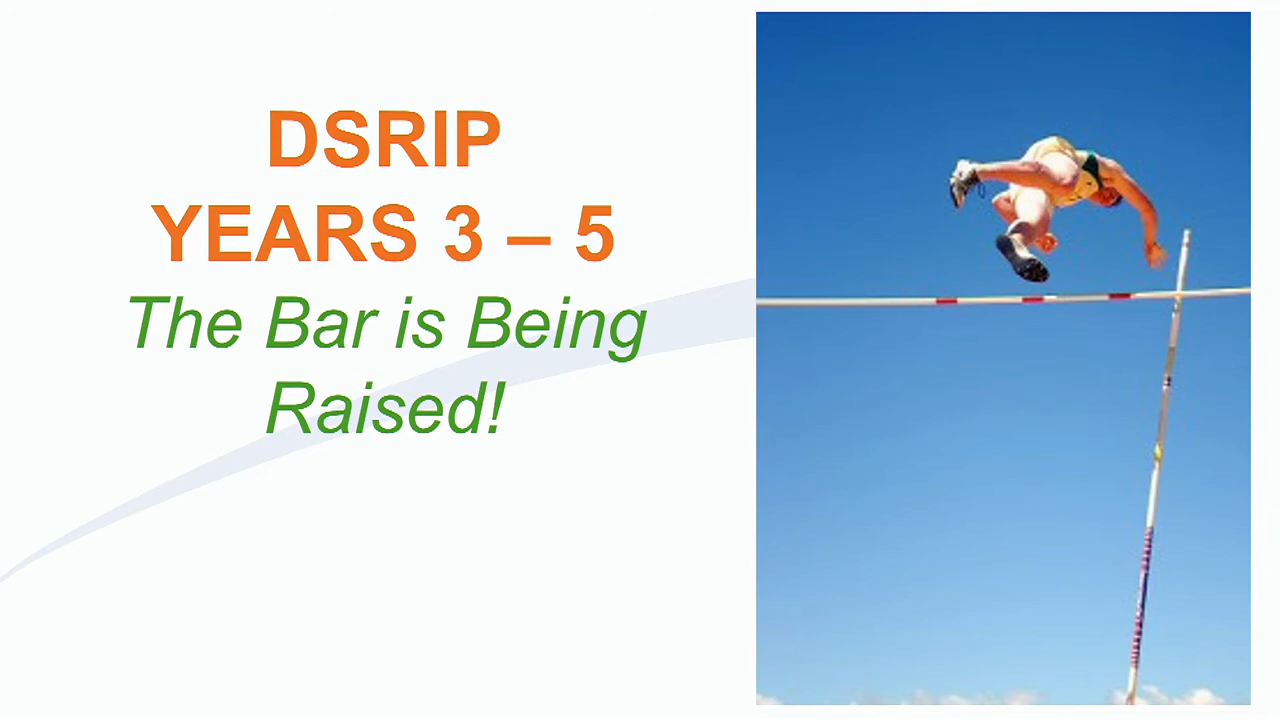 DSRIP
YEARS 3 – 5
The Bar is Being
Raised!